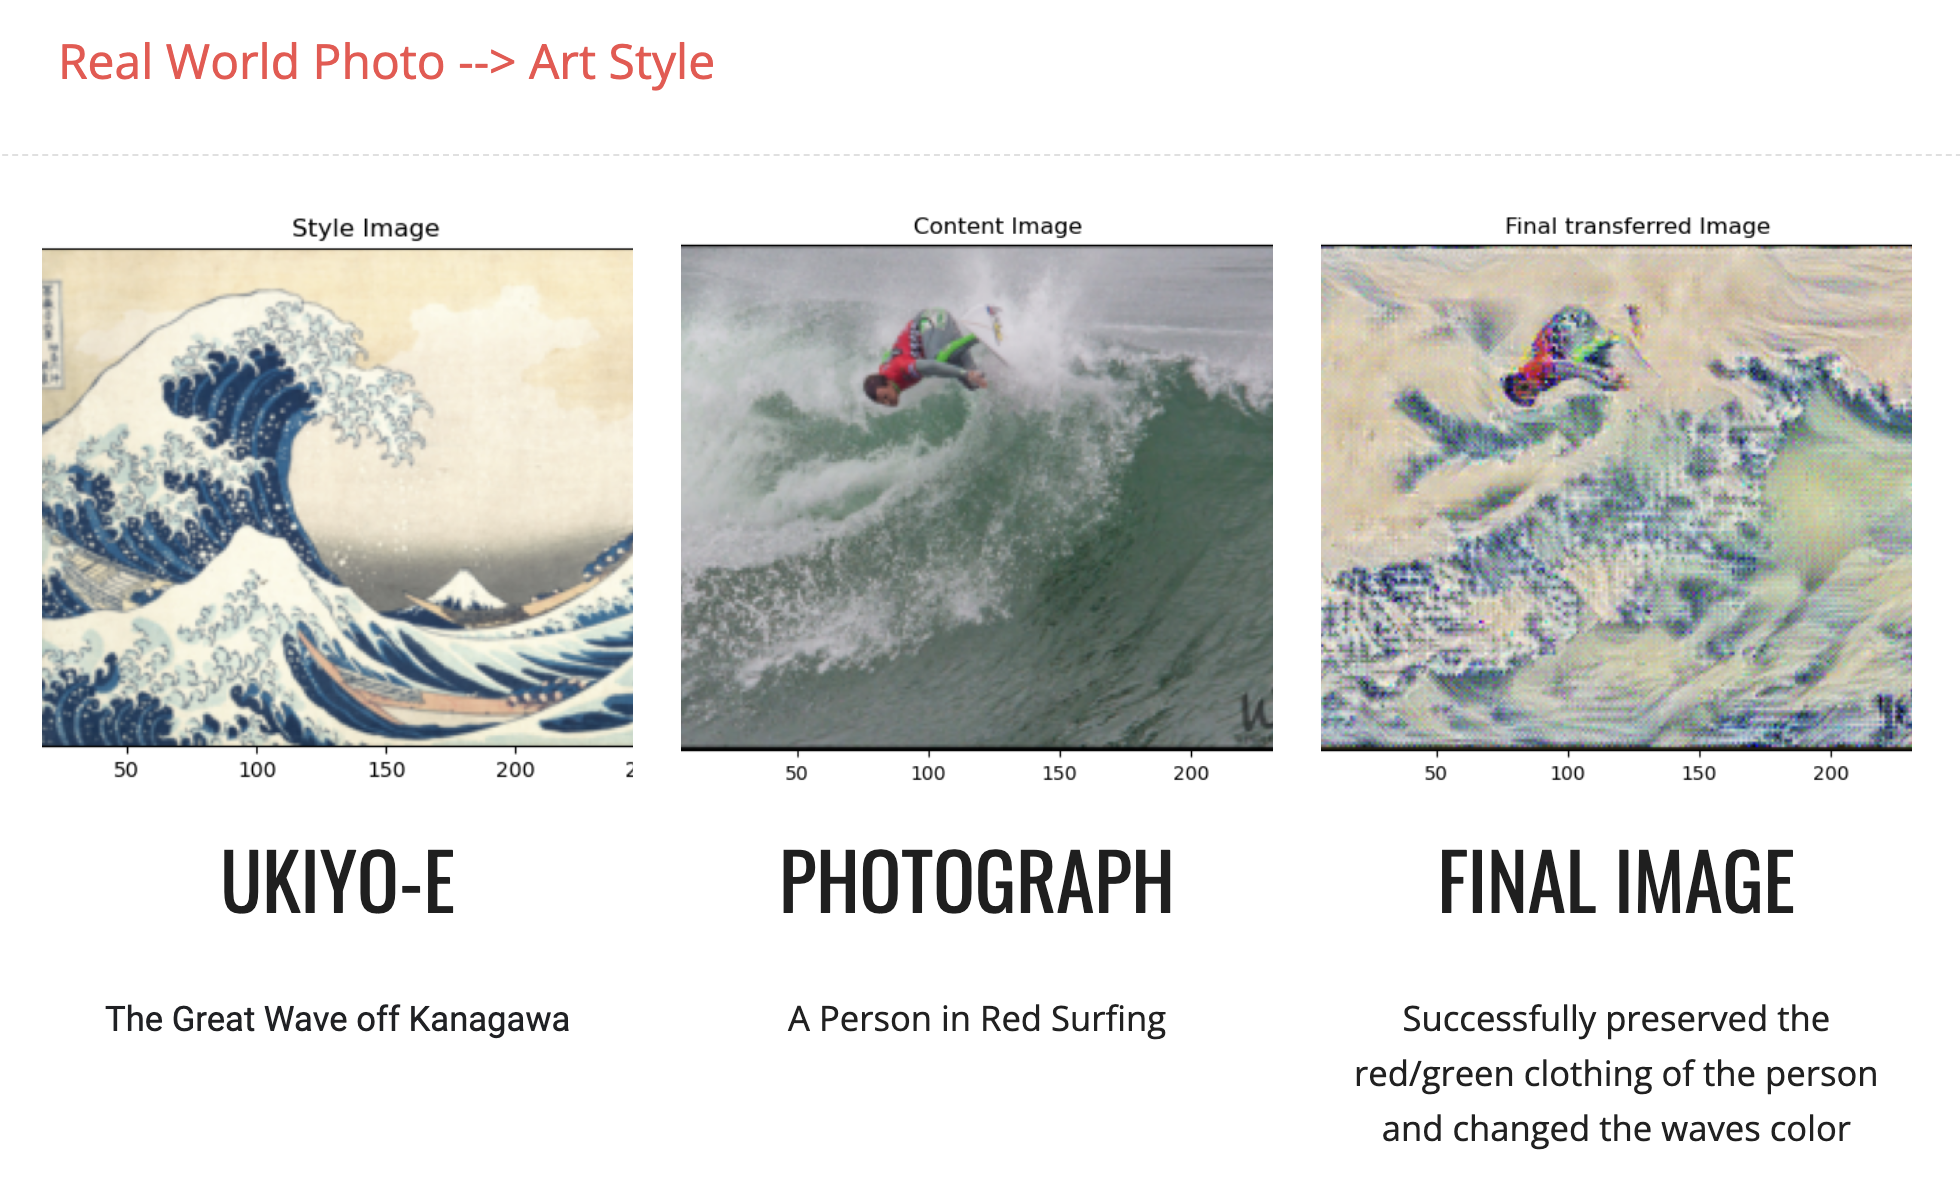 Real World Photo --> Art Style
Style Image
Content Image
Final transferred Image
50 100 150 200 2
50 100 150 200
50 100 150 200
UKIYO-E
PHOTOGRAPH
FINAL IMAGE
The Great Wave off Kanagawa
A Person in Red Surfing
Successfully preserved the
red/green clothing of the person
and changed the waves color